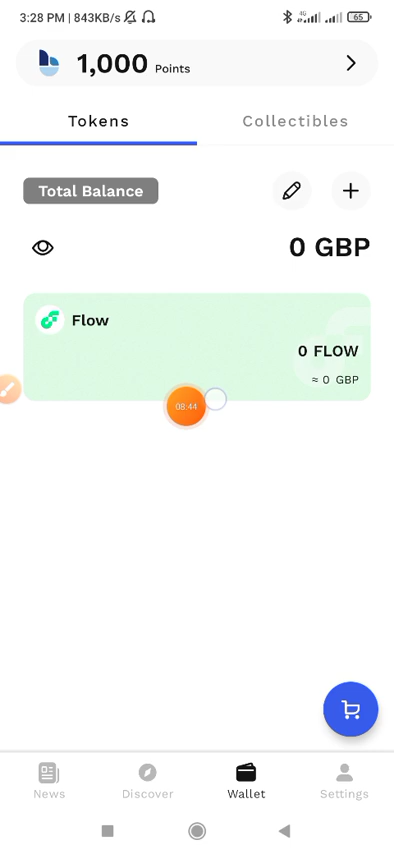 3:28 PM | 843KB/s 4G 65
1,000 Points
Tokens Collectibles
Total Balance
0 GBP
Flow
0 FLOW
≈ 0 GBP
08:44
News Discover Wallet Settings